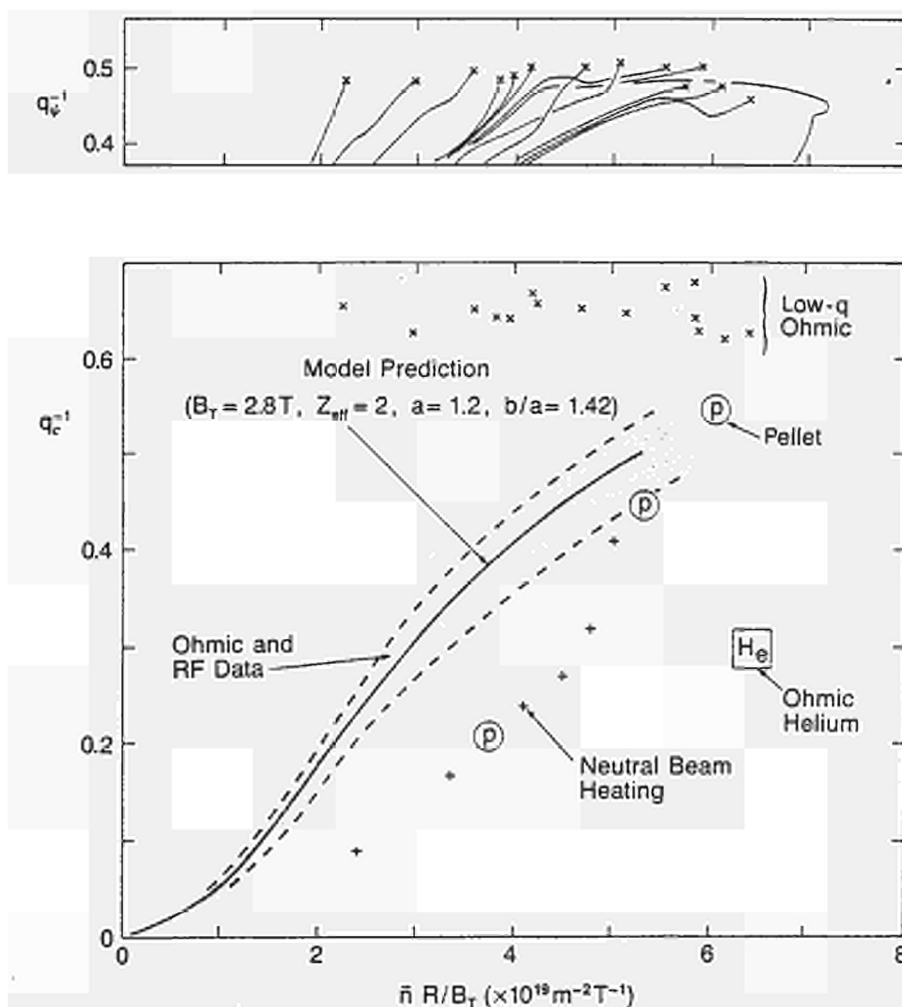 q_ψ^-1
0.5
0.4
Low-q
Ohmic
0.6
Model Prediction
(B_T = 2.8T, Z_eff = 2, a = 1.2, b/a = 1.42)
q_c^-1
p
Pellet
p
0.4
Ohmic and
RF Data
H_e
Ohmic
Helium
0.2
p
Neutral Beam
Heating
0
0
2
4
6
8
n̄ R/B_T (×10^19 m^-2 T^-1)